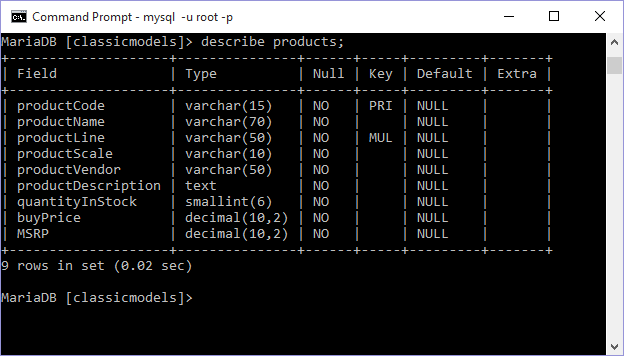 Command Prompt - mysql  -u root -p
MariaDB [classicmodels]> describe products;
+--------------------+---------------+------+-----+---------+-------+
| Field              | Type          | Null | Key | Default | Extra |
+--------------------+---------------+------+-----+---------+-------+
| productCode        | varchar(15)   | NO   | PRI | NULL    |       |
| productName        | varchar(70)   | NO   |     | NULL    |       |
| productLine        | varchar(50)   | NO   | MUL | NULL    |       |
| productScale       | varchar(10)   | NO   |     | NULL    |       |
| productVendor      | varchar(50)   | NO   |     | NULL    |       |
| productDescription | text          | NO   |     | NULL    |       |
| quantityInStock    | smallint(6)   | NO   |     | NULL    |       |
| buyPrice           | decimal(10,2) | NO   |     | NULL    |       |
| MSRP               | decimal(10,2) | NO   |     | NULL    |       |
+--------------------+---------------+------+-----+---------+-------+
9 rows in set (0.02 sec)
MariaDB [classicmodels]>